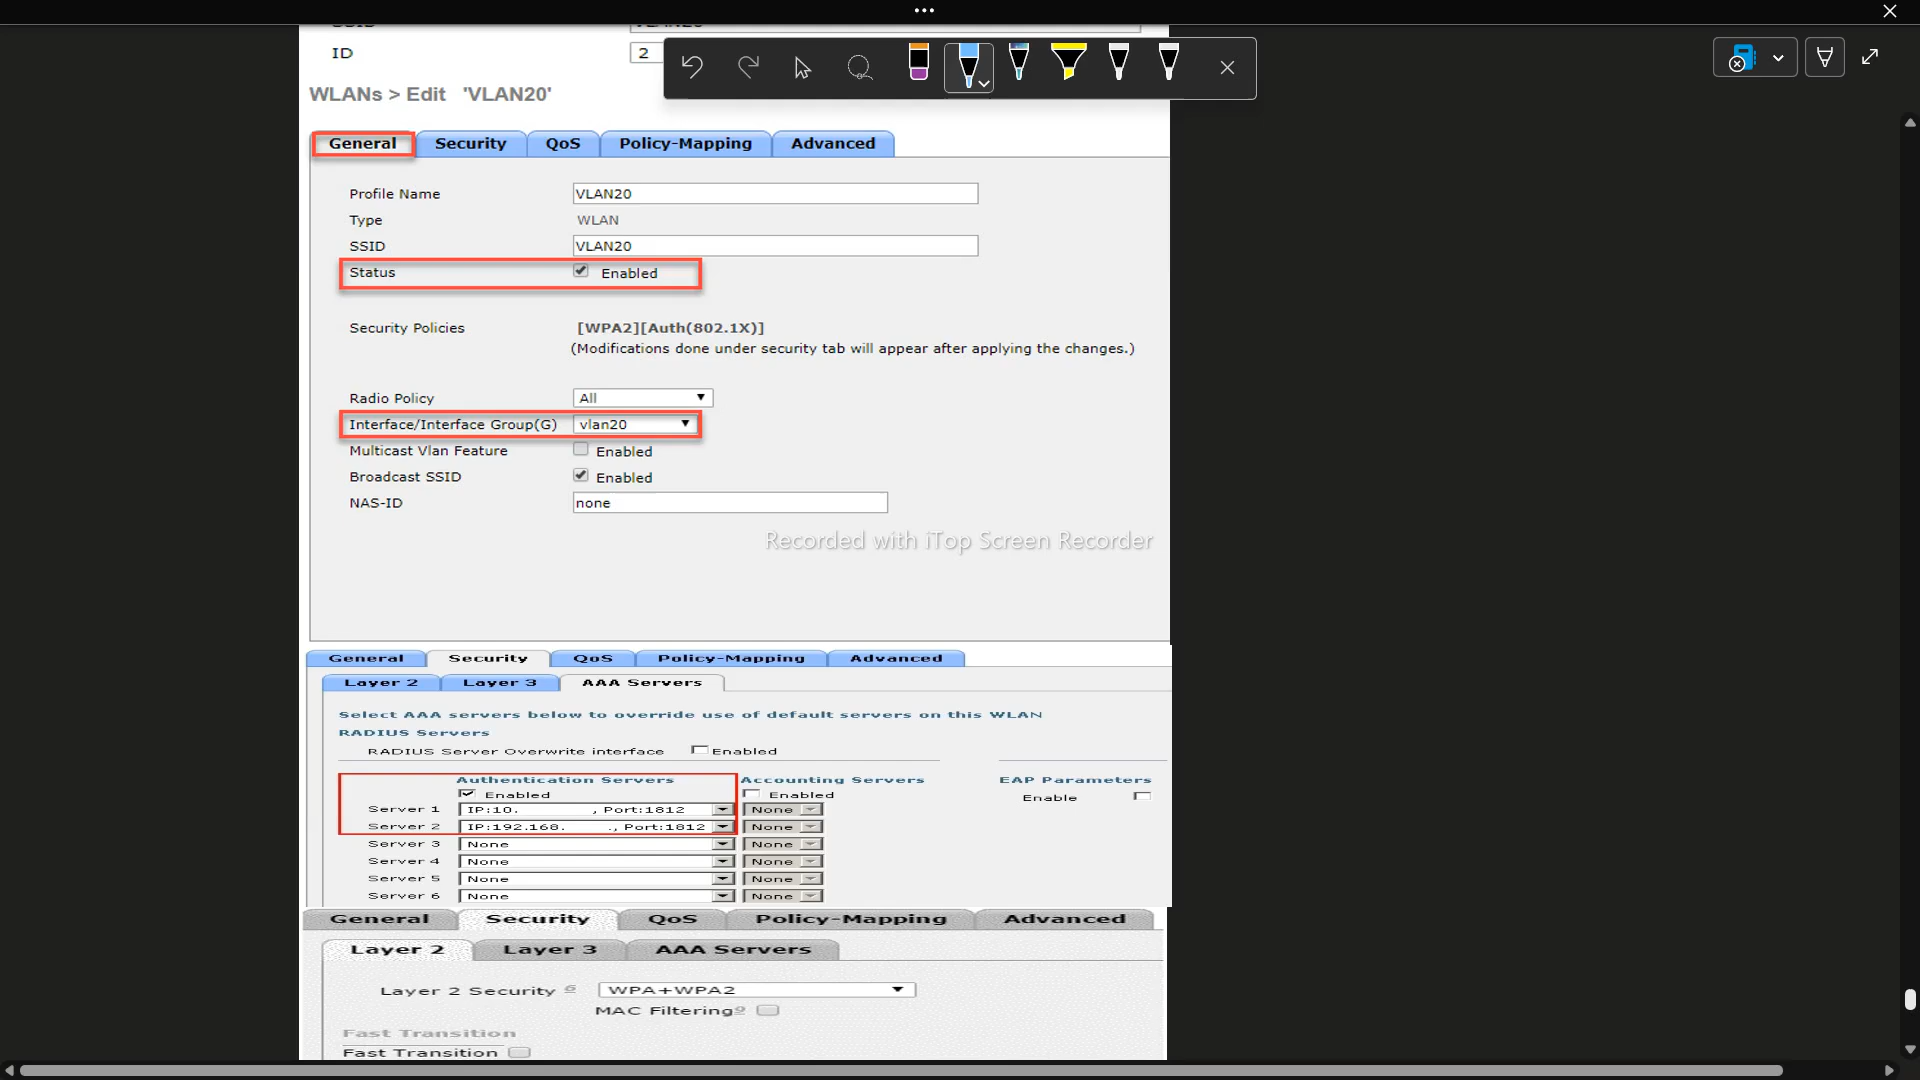 ID 2
WLANs > Edit 'VLAN20'
General Security QoS Policy-Mapping Advanced
Profile Name VLAN20
Type WLAN
SSID VLAN20
Status Enabled
Security Policies [WPA2][Auth(802.1X)]
(Modifications done under security tab will appear after applying the changes.)
Radio Policy All
Interface/Interface Group(G) vlan20
Multicast Vlan Feature Enabled
Broadcast SSID Enabled
NAS-ID none
Recorded with iTop Screen Recorder
General Security QoS Policy-Mapping Advanced
Layer 2 Layer 3 AAA Servers
Select AAA servers below to override use of default servers on this WLAN
RADIUS Servers
RADIUS Server Overwrite interface Enabled
Authentication Servers Accounting Servers EAP Parameters
Enabled Enabled Enable
Server 1 IP:10. , Port:1812 None
Server 2 IP:192.168. ., Port:1812 None
Server 3 None None
Server 4 None None
Server 5 None None
Server 6 None None
General Security QoS Policy-Mapping Advanced
Layer 2 Layer 3 AAA Servers
Layer 2 Security 6 WPA+WPA2
MAC Filtering9
Fast Transition
Fast Transition